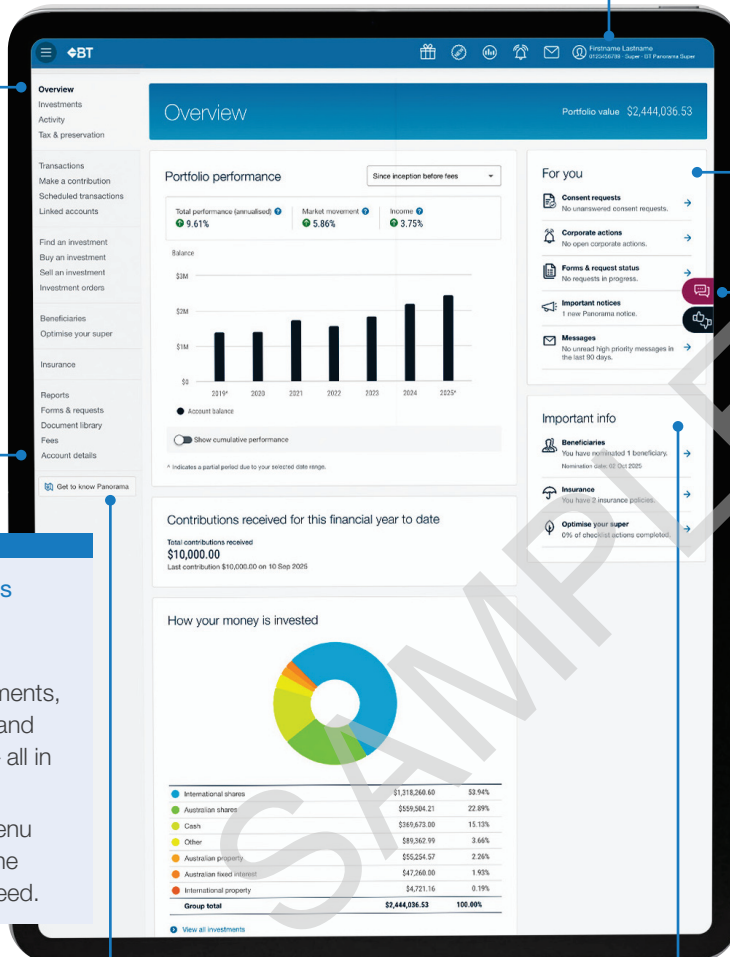 BT
Firstname Lastname
0123456789 - Super - BT Panorama Super
Overview
Investments
Activity
Tax & preservation
Transactions
Make a contribution
Scheduled transactions
Linked accounts
Find an investment
Buy an investment
Sell an investment
Investment orders
Beneficiaries
Optimise your super
Insurance
Reports
Forms & requests
Document library
Fees
Account details
Get to know Panorama
s
ments,
and
all in
enu
he
eed.
Overview
Portfolio value $2,444,036.53
Portfolio performance
Since inception before fees
Total performance (annualised)
9.61%
Market movement
5.86%
Income
3.75%
Balance
$3M
$2M
$1M
$0
2019^ 2020 2021 2022 2023 2024 2025^
Account balance
Show cumulative performance
^ Indicates a partial period due to your selected date range.
Contributions received for this financial year to date
Total contributions received
$10,000.00
Last contribution $10,000.00 on 10 Sep 2025
How your money is invested
International shares $1,318,260.60 53.94%
Australian shares $559,504.21 22.89%
Cash $369,673.00 15.13%
Other $89,362.99 3.66%
Australian property $55,254.57 2.26%
Australian fixed interest $47,260.00 1.93%
International property $4,721.16 0.19%
Group total $2,444,036.53 100.00%
View all investments
For you
Consent requests
No unanswered consent requests.
Corporate actions
No open corporate actions.
Forms & request status
No requests in progress.
Important notices
1 new Panorama notice.
Messages
No unread high priority messages in
the last 90 days.
Important info
Beneficiaries
You have nominated 1 beneficiary.
Nomination date: 02 Oct 2025
Insurance
You have 2 insurance policies.
Optimise your super
0% of checklist actions completed.
SAMPLE